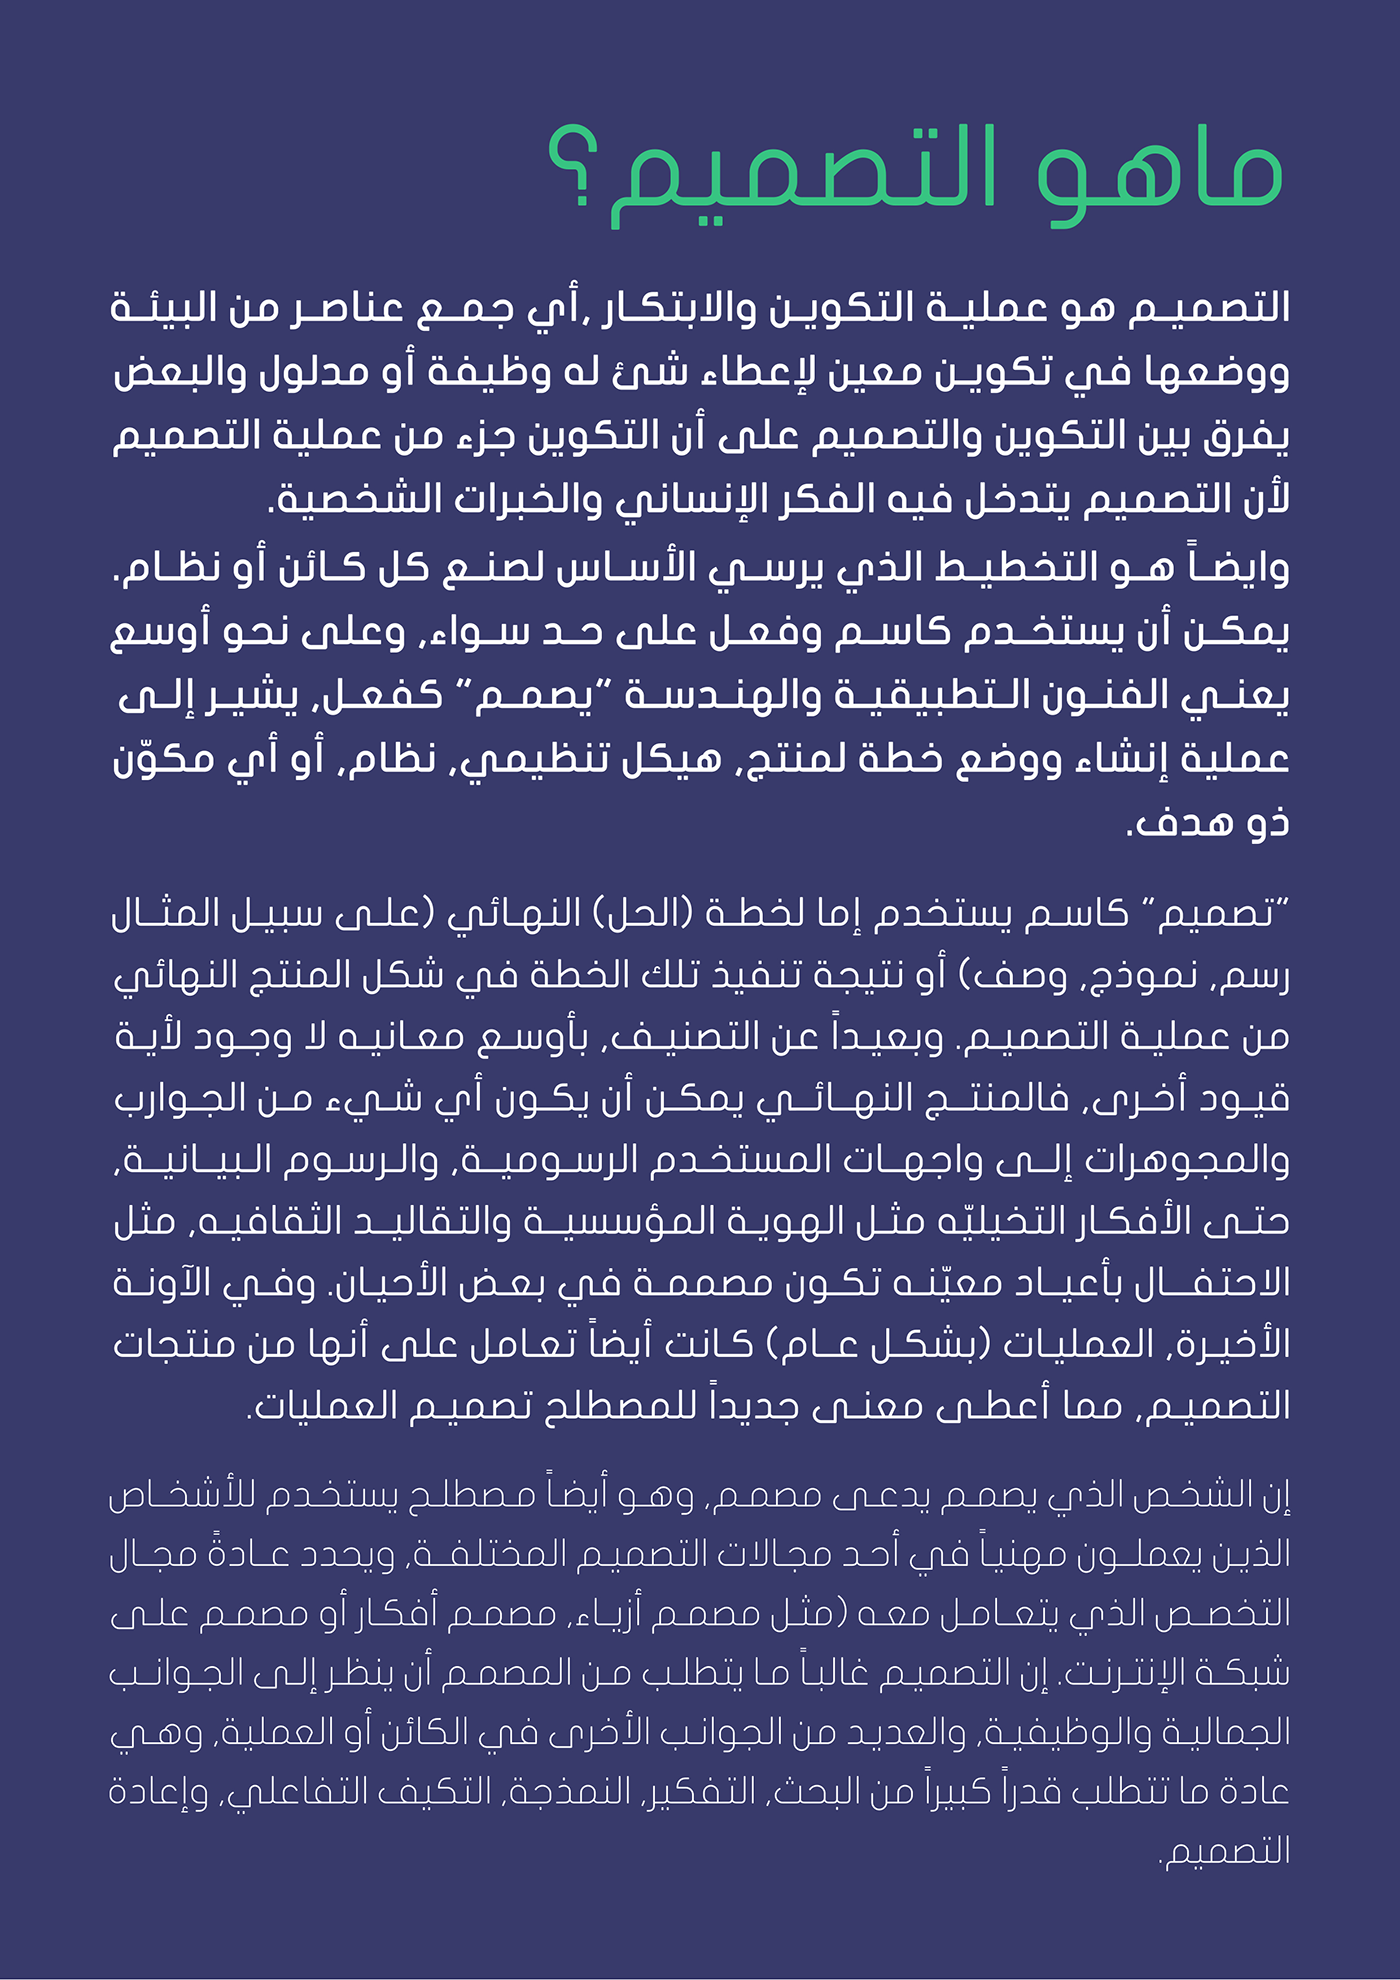 ماهو التصميم؟
التصميم هو عملية التكوين والابتكار ,أي جمع عناصر من البيئة
ووضعها في تكوين معين لإعطاء شئ له وظيفة أو مدلول والبعض
يفرق بين التكوين والتصميم على أن التكوين جزء من عملية التصميم
لأن التصميم يتدخل فيه الفكر الإنساني والخبرات الشخصية.
وايضاً هو التخطيط الذي يرسي الأساس لصنع كل كائن أو نظام.
يمكن أن يستخدم كاسم وفعل على حد سواء, وعلى نحو أوسع
يعني الفنون التطبيقية والهندسة "يصمم" كفعل, يشير إلى
عملية إنشاء ووضع خطة لمنتج, هيكل تنظيمي, نظام, أو أي مكوّن
ذو هدف.
"تصميم" كاسم يستخدم إما لخطة (الحل) النهائي (على سبيل المثال
رسم, نموذج, وصف) أو نتيجة تنفيذ تلك الخطة في شكل المنتج النهائي
من عملية التصميم. وبعيداً عن التصنيف, بأوسع معانيه لا وجود لأية
قيود أخرى, فالمنتج النهائي يمكن أن يكون أي شيء من الجوارب
والمجوهرات إلى واجهات المستخدم الرسومية, والرسوم البيانية,
حتى الأفكار التخيليّه مثل الهوية المؤسسية والتقاليد الثقافيه, مثل
الاحتفال بأعياد معيّنه تكون مصممة في بعض الأحيان. وفي الآونة
الأخيرة, العمليات (بشكل عام) كانت أيضاً تعامل على أنها من منتجات
التصميم, مما أعطى معنى جديداً للمصطلح تصميم العمليات.
إن الشخص الذي يصمم يدعى مصمم, وهو أيضاً مصطلح يستخدم للأشخاص
الذين يعملون مهنياً في أحد مجالات التصميم المختلفة, ويحدد عادةً مجال
التخصص الذي يتعامل معه (مثل مصمم أزياء, مصمم أفكار أو مصمم على
شبكة الإنترنت. إن التصميم غالباً ما يتطلب من المصمم أن ينظر إلى الجوانب
الجمالية والوظيفية, والعديد من الجوانب الأخرى في الكائن أو العملية, وهي
عادة ما تتطلب قدراً كبيراً من البحث, التفكير, النمذجة, التكيف التفاعلي, وإعادة
التصميم.